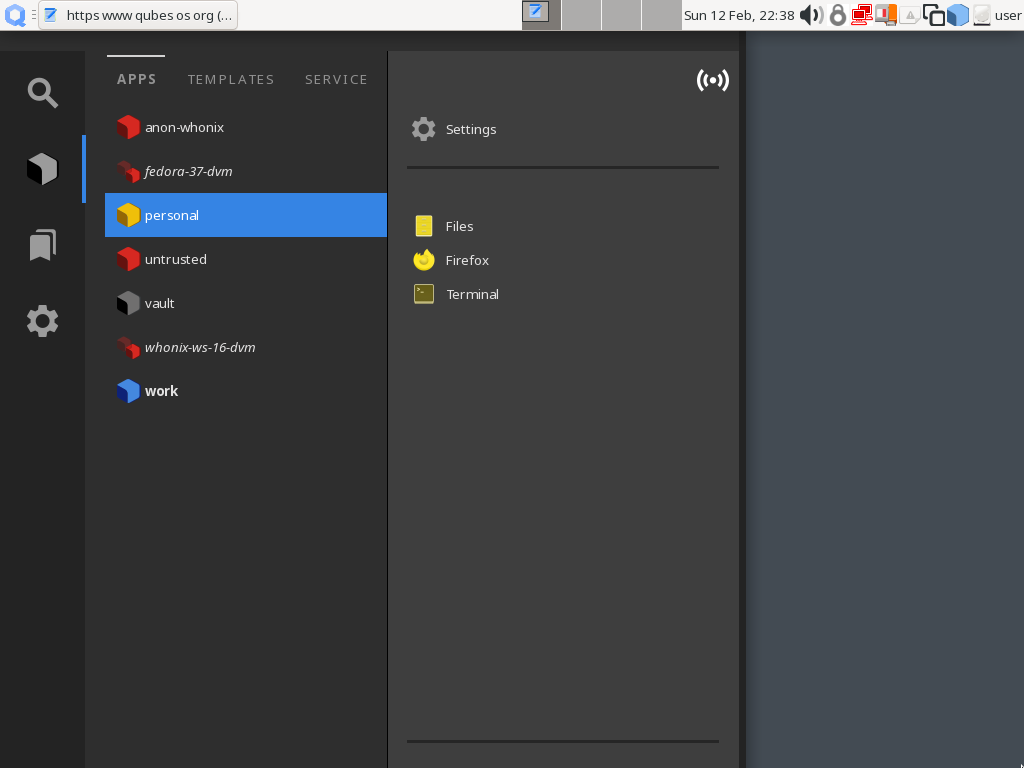 https www qubes os org (...
Sun 12 Feb, 22:38
user
APPS TEMPLATES SERVICE
anon-whonix
fedora-37-dvm
personal
untrusted
vault
whonix-ws-16-dvm
work
Settings
Files
Firefox
Terminal